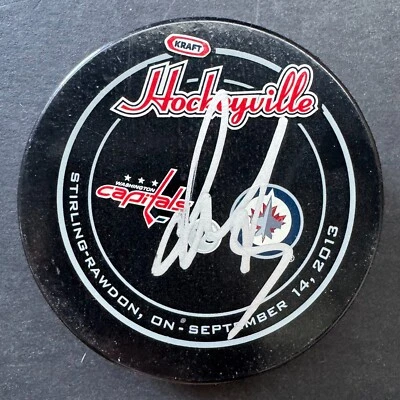 KRAFT
Hockeyville
WASHINGTON
capitals
STIRLING-RAWDON, ON - SEPTEMBER 14, 2013